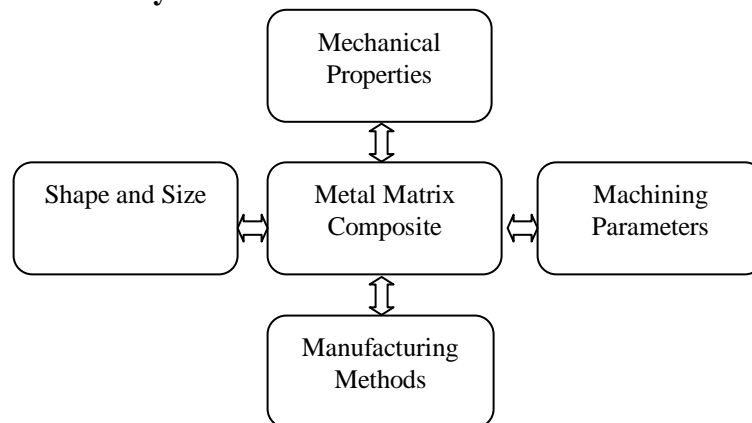 Mechanical
Properties
Shape and Size
Metal Matrix
Composite
Machining
Parameters
Manufacturing
Methods